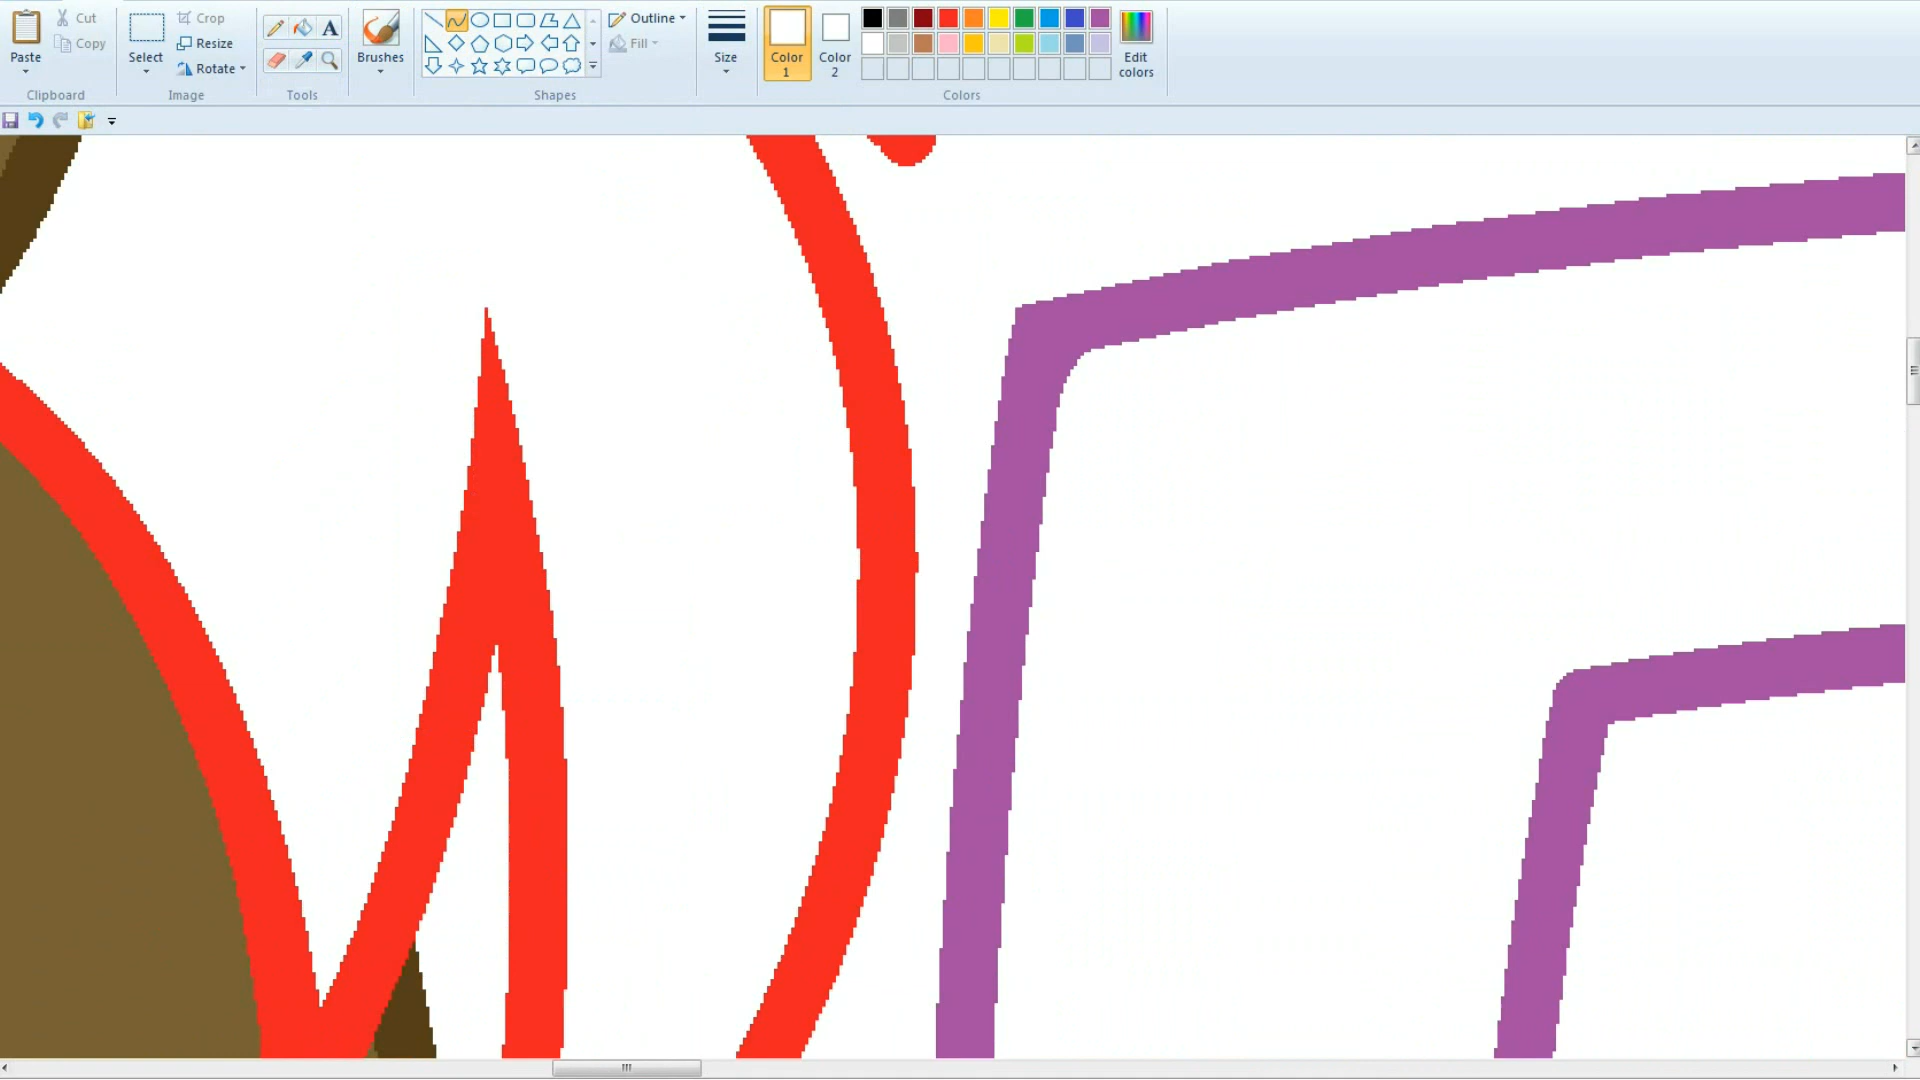 Paste
Cut
Copy
Clipboard
Select
Crop
Resize
Rotate
Image
A
Tools
Brushes
Shapes
Outline
Fill
Size
Color 1
Color 2
Edit colors
Colors